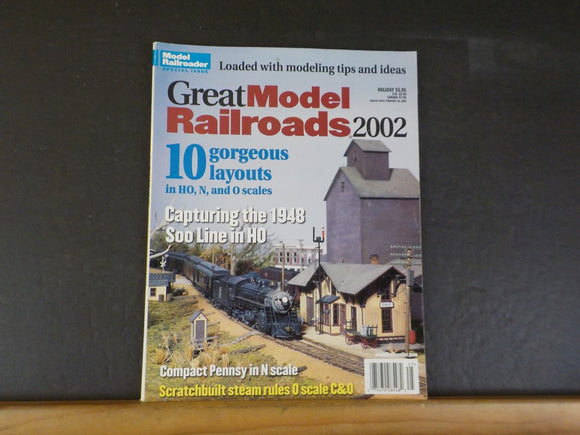 Model
Railroader
SPECIAL ISSUE
Loaded with modeling tips and ideas
HOLIDAY $5.95
Great Model
Railroads 2002
10 gorgeous
layouts
in HO, N, and O scales
Capturing the 1948
Soo Line in HO
Compact Pennsy in N scale
Scratchbuilt steam rules O scale C&O